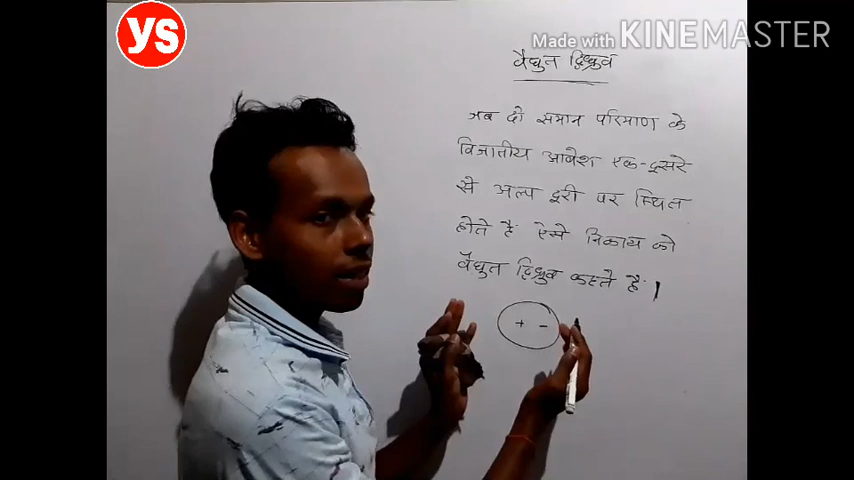 ys
Made with KINEMASTER
वैधुत द्विध्रुव
जब दो समान परिमाण के
विजातीय आवेश एक-दूसरे
से अल्प दूरी पर स्थित
होते हैं ऐसे निकाय को
वैधुत द्विध्रुव कहते हैं।
+ -